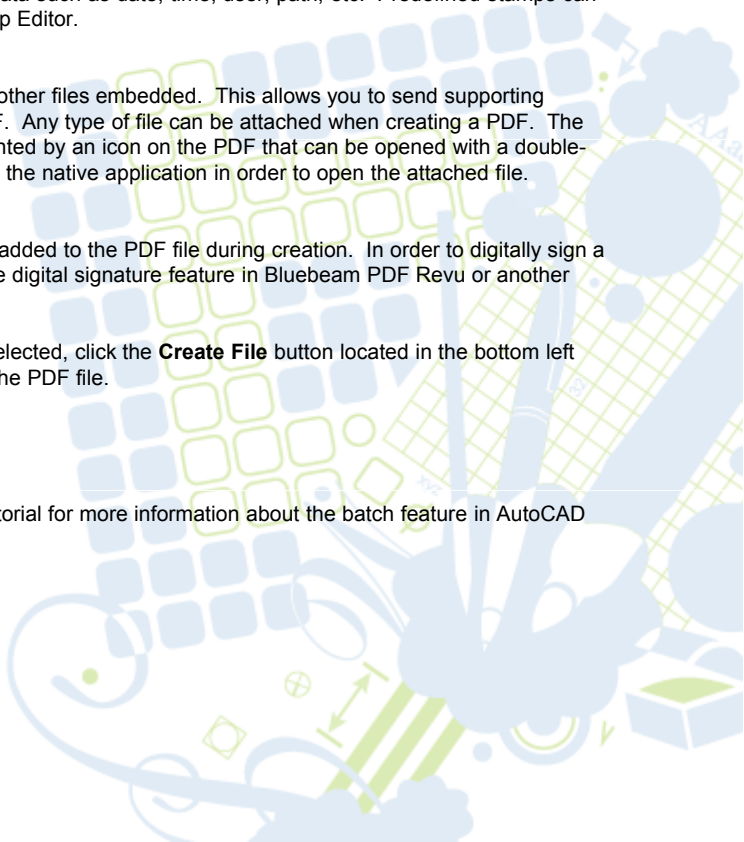 data such as date, time, user, path, etc. Predefined stamps can
p Editor.
other files embedded. This allows you to send supporting
F. Any type of file can be attached when creating a PDF. The
nted by an icon on the PDF that can be opened with a double-
the native application in order to open the attached file.
added to the PDF file during creation. In order to digitally sign a
e digital signature feature in Bluebeam PDF Revu or another
elected, click the Create File button located in the bottom left
he PDF file.
torial for more information about the batch feature in AutoCAD
xyz